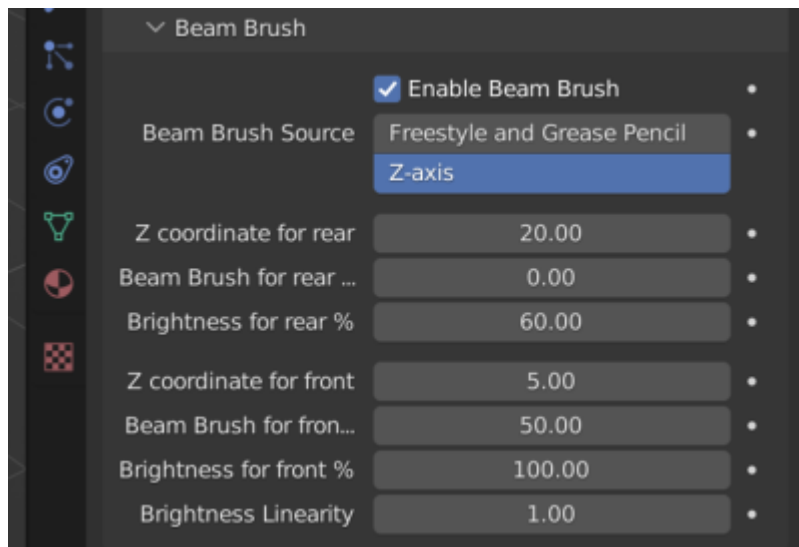 Beam Brush
Enable Beam Brush
Beam Brush Source Freestyle and Grease Pencil
Z-axis
Z coordinate for rear 20.00
Beam Brush for rear ... 0.00
Brightness for rear % 60.00
Z coordinate for front 5.00
Beam Brush for fron... 50.00
Brightness for front % 100.00
Brightness Linearity 1.00